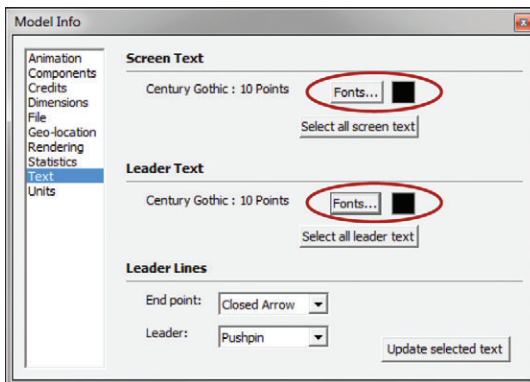 Model Info
Animation
Components
Credits
Dimensions
File
Geo-location
Rendering
Statistics
Text
Units
Screen Text
Century Gothic : 10 Points
Fonts...
Select all screen text
Leader Text
Century Gothic : 10 Points
Fonts...
Select all leader text
Leader Lines
End point:
Closed Arrow
Leader:
Pushpin
Update selected text